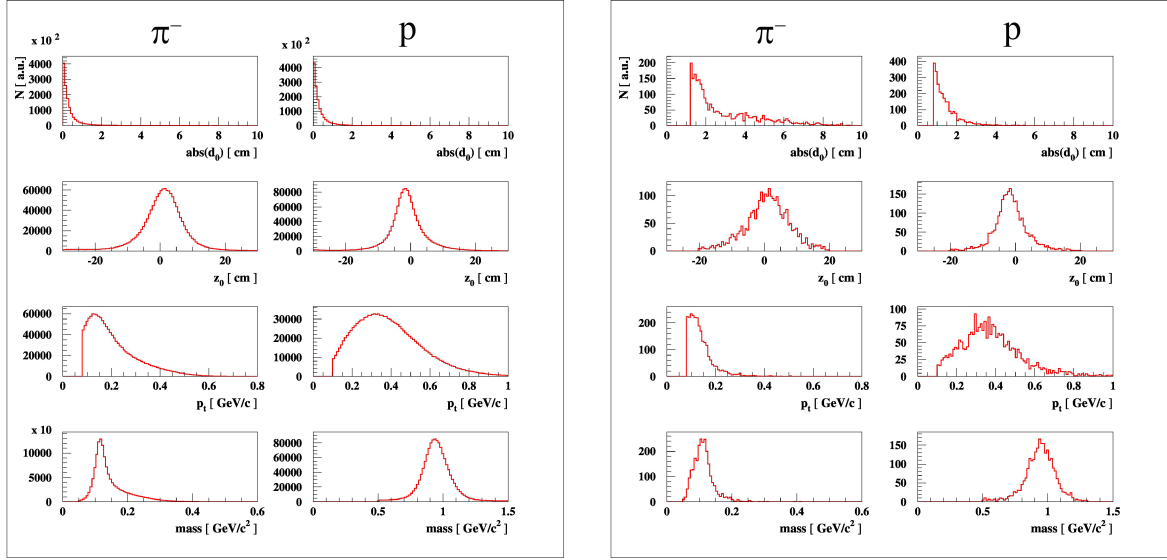 π⁻ p
x 10 2 x 10 2
N [ a.u.]
4000 3000 2000 1000 0
4000 3000 2000 1000 0
0 2 4 6 8 10
0 2 4 6 8 10
abs(d0) [ cm ] abs(d0) [ cm ]
60000 40000 20000 0
80000 60000 40000 20000 0
-20 0 20
-20 0 20
z0 [ cm ] z0 [ cm ]
60000 40000 20000 0
30000 20000 10000 0
0 0.2 0.4 0.6 0.8
0 0.2 0.4 0.6 0.8 1
pt [ GeV/c ] pt [ GeV/c ]
x 10
10000 5000 0
80000 60000 40000 20000 0
0 0.2 0.4 0.6
0 0.5 1 1.5
mass [ GeV/c2 ] mass [ GeV/c2 ]
π⁻ p
N [ a.u.]
200 150 100 50 0
400 300 200 100 0
0 2 4 6 8 10
0 2 4 6 8 10
abs(d0) [ cm ] abs(d0) [ cm ]
100 50 0
150 100 50 0
-20 0 20
-20 0 20
z0 [ cm ] z0 [ cm ]
200 100 0
100 75 50 25 0
0 0.2 0.4 0.6 0.8
0 0.2 0.4 0.6 0.8 1
pt [ GeV/c ] pt [ GeV/c ]
200 100 0
150 100 50 0
0 0.2 0.4 0.6
0 0.5 1 1.5
mass [ GeV/c2 ] mass [ GeV/c2 ]